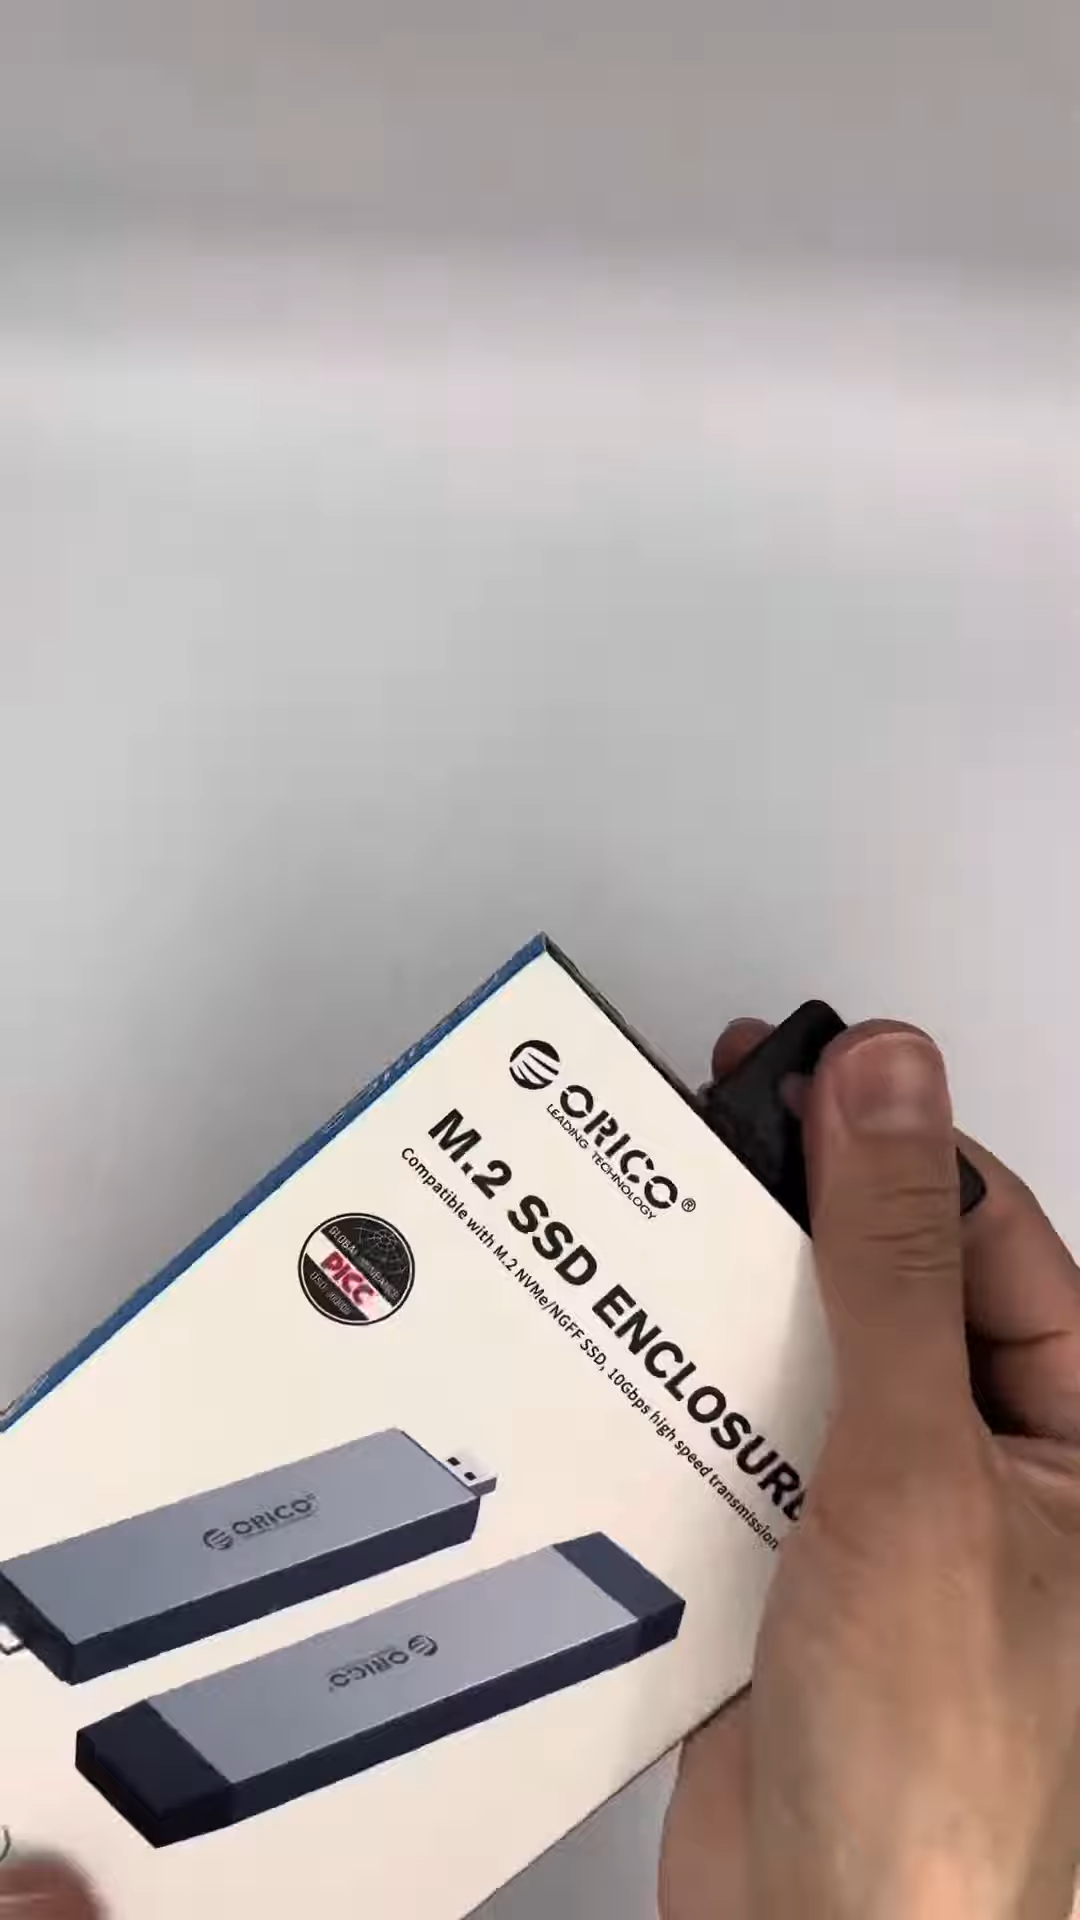 ORICO®
LEADING TECHNOLOGY
M.2 SSD ENCLOSURE
Compatible with M.2 NVMe/NGFF SSD, 10Gbps high speed transmission
GLOBAL
PICC
ORICO
ORICO